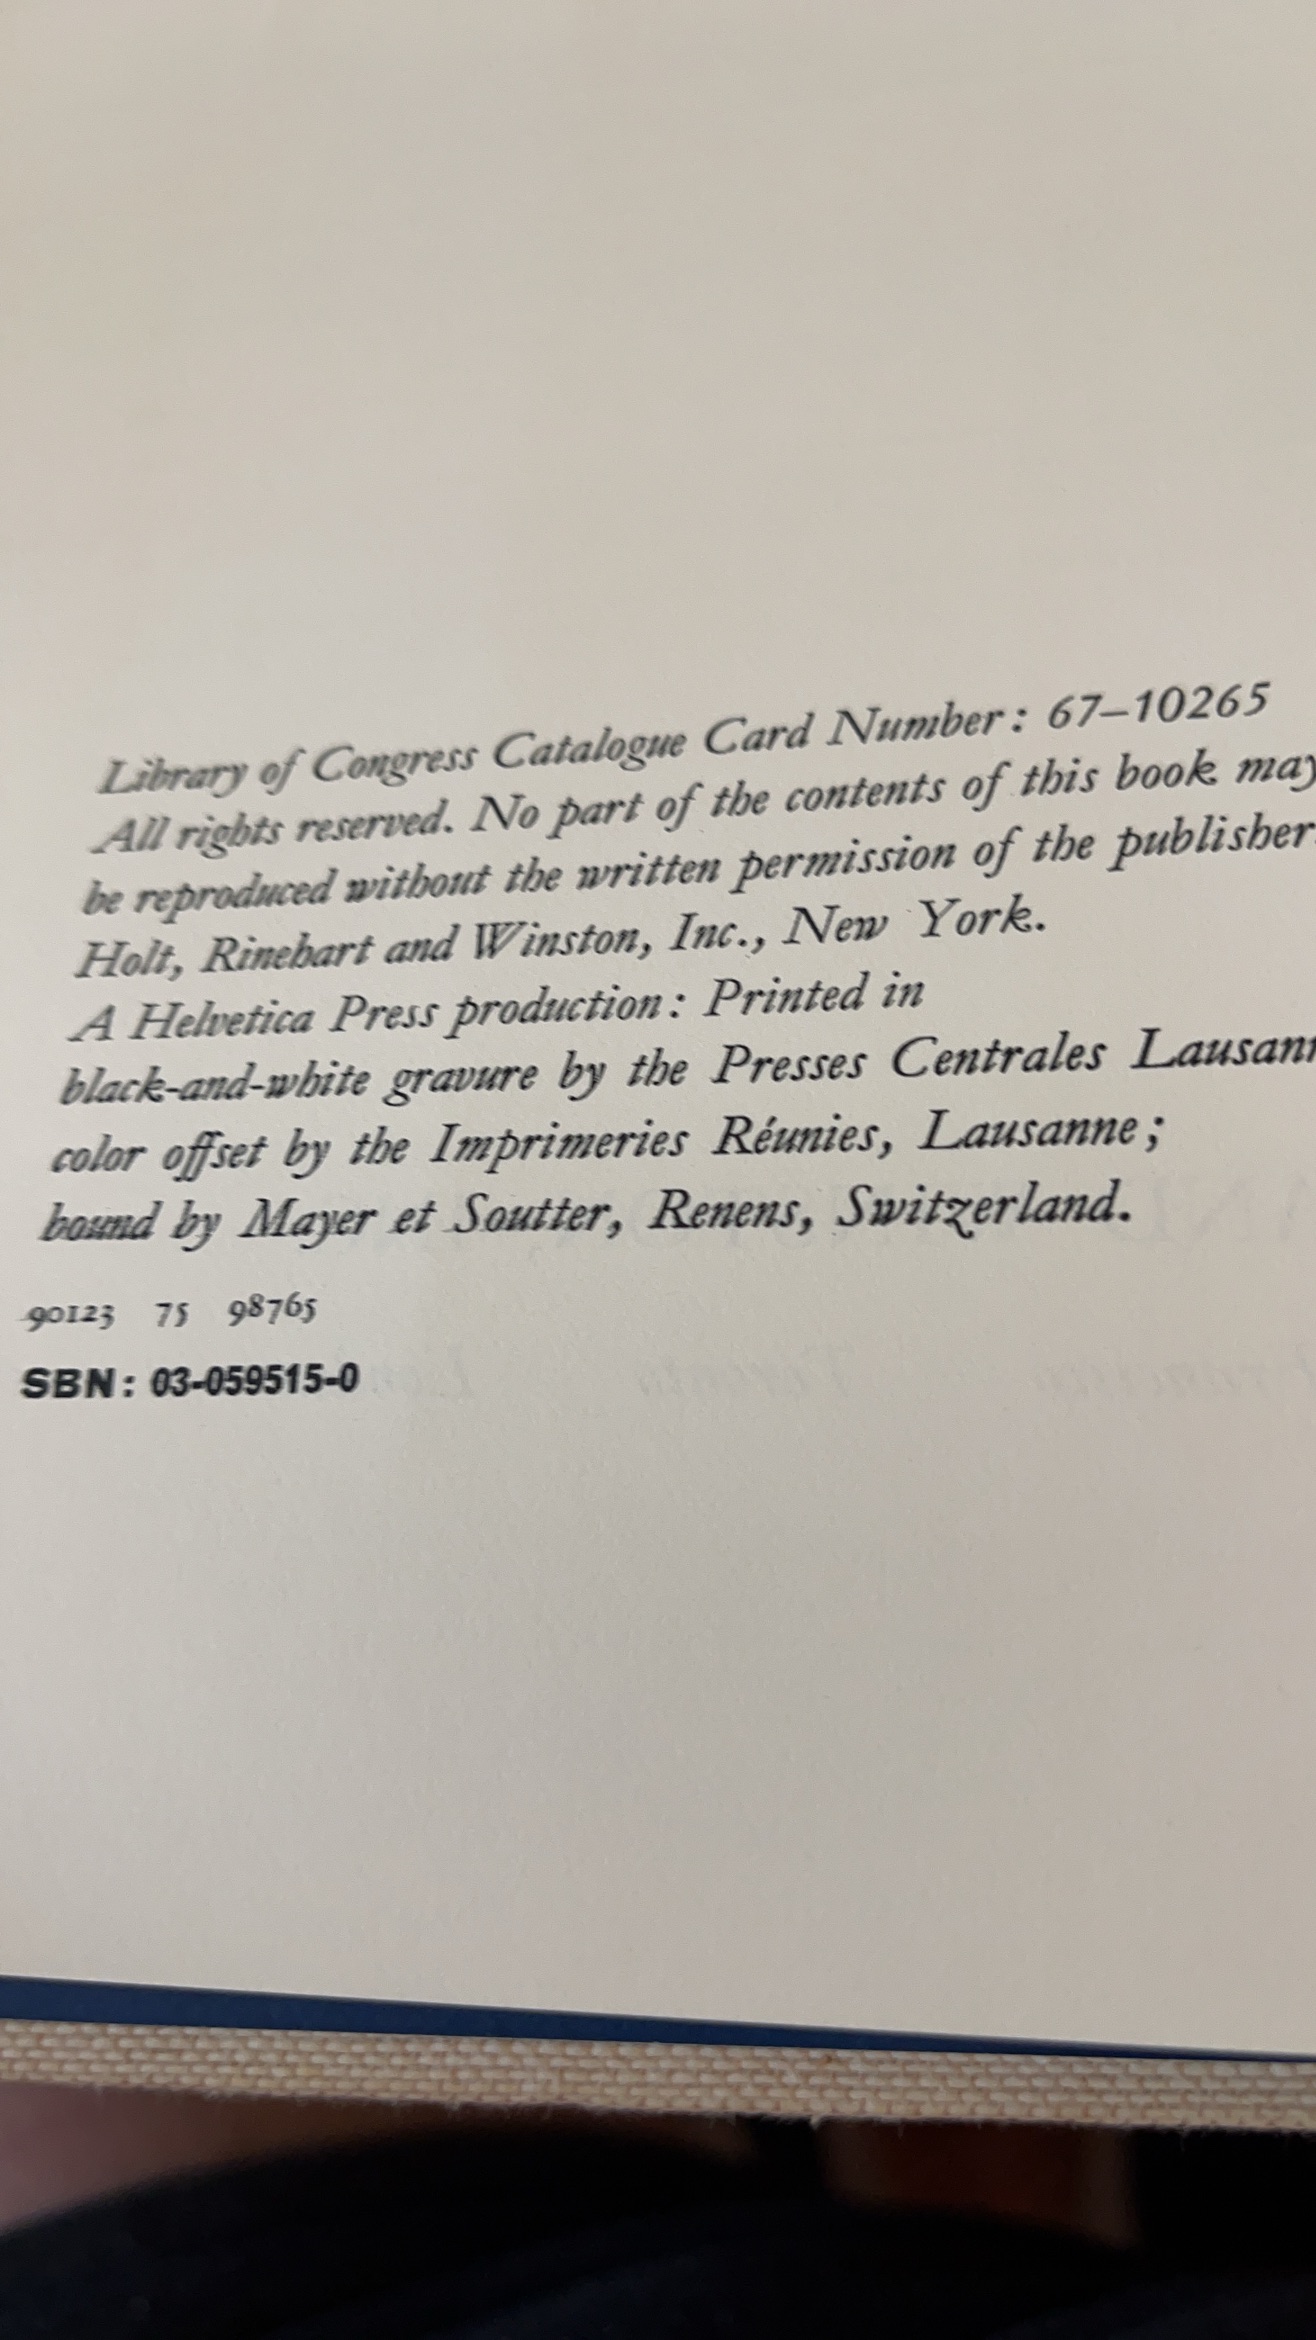 Library of Congress Catalogue Card Number: 67–10265
All rights reserved. No part of the contents of this book may
be reproduced without the written permission of the publisher
Holt, Rinehart and Winston, Inc., New York.
A Helvetica Press production: Printed in
black-and-white gravure by the Presses Centrales Lausann
color offset by the Imprimeries Réunies, Lausanne;
bound by Mayer et Soutter, Renens, Switzerland.
90123 75 98765
SBN: 03-059515-0